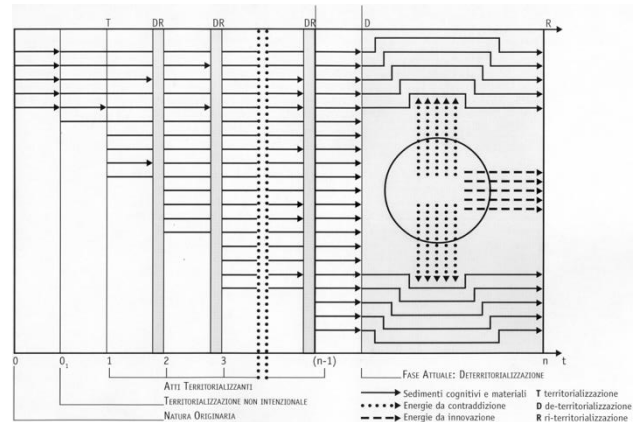 T DR DR DR D R
0 0₁ 1 2 3 (n-1) n t
ATTI TERRITORIALIZZANTI
TERRITORIALIZZAZIONE NON INTENZIONALE
NATURA ORIGINARIA
FASE ATTUALE: DETERRITORIALIZZAZIONE
Sedimenti cognitivi e materiali T territorializzazione
Energie da contraddizione D de-territorializzazione
Energie da innovazione R ri-territorializzazione